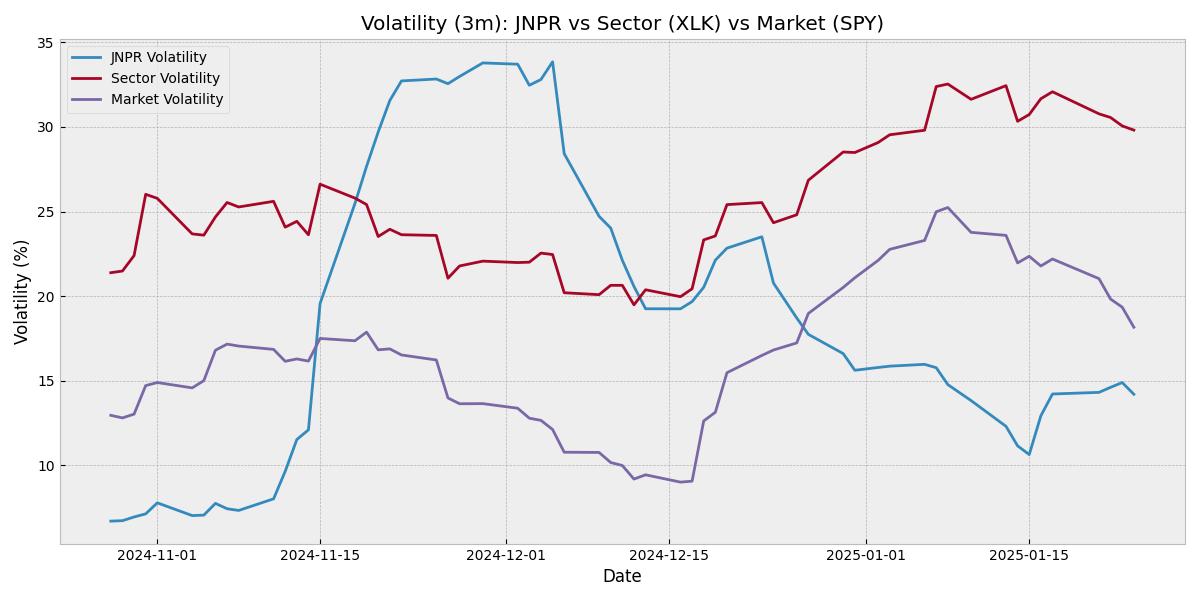 Volatility (3m): JNPR vs Sector (XLK) vs Market (SPY)
JNPR Volatility
Sector Volatility
Market Volatility
Volatility (%)
35
30
25
20
15
10
2024-11-01
2024-11-15
2024-12-01
2024-12-15
2025-01-01
2025-01-15
Date